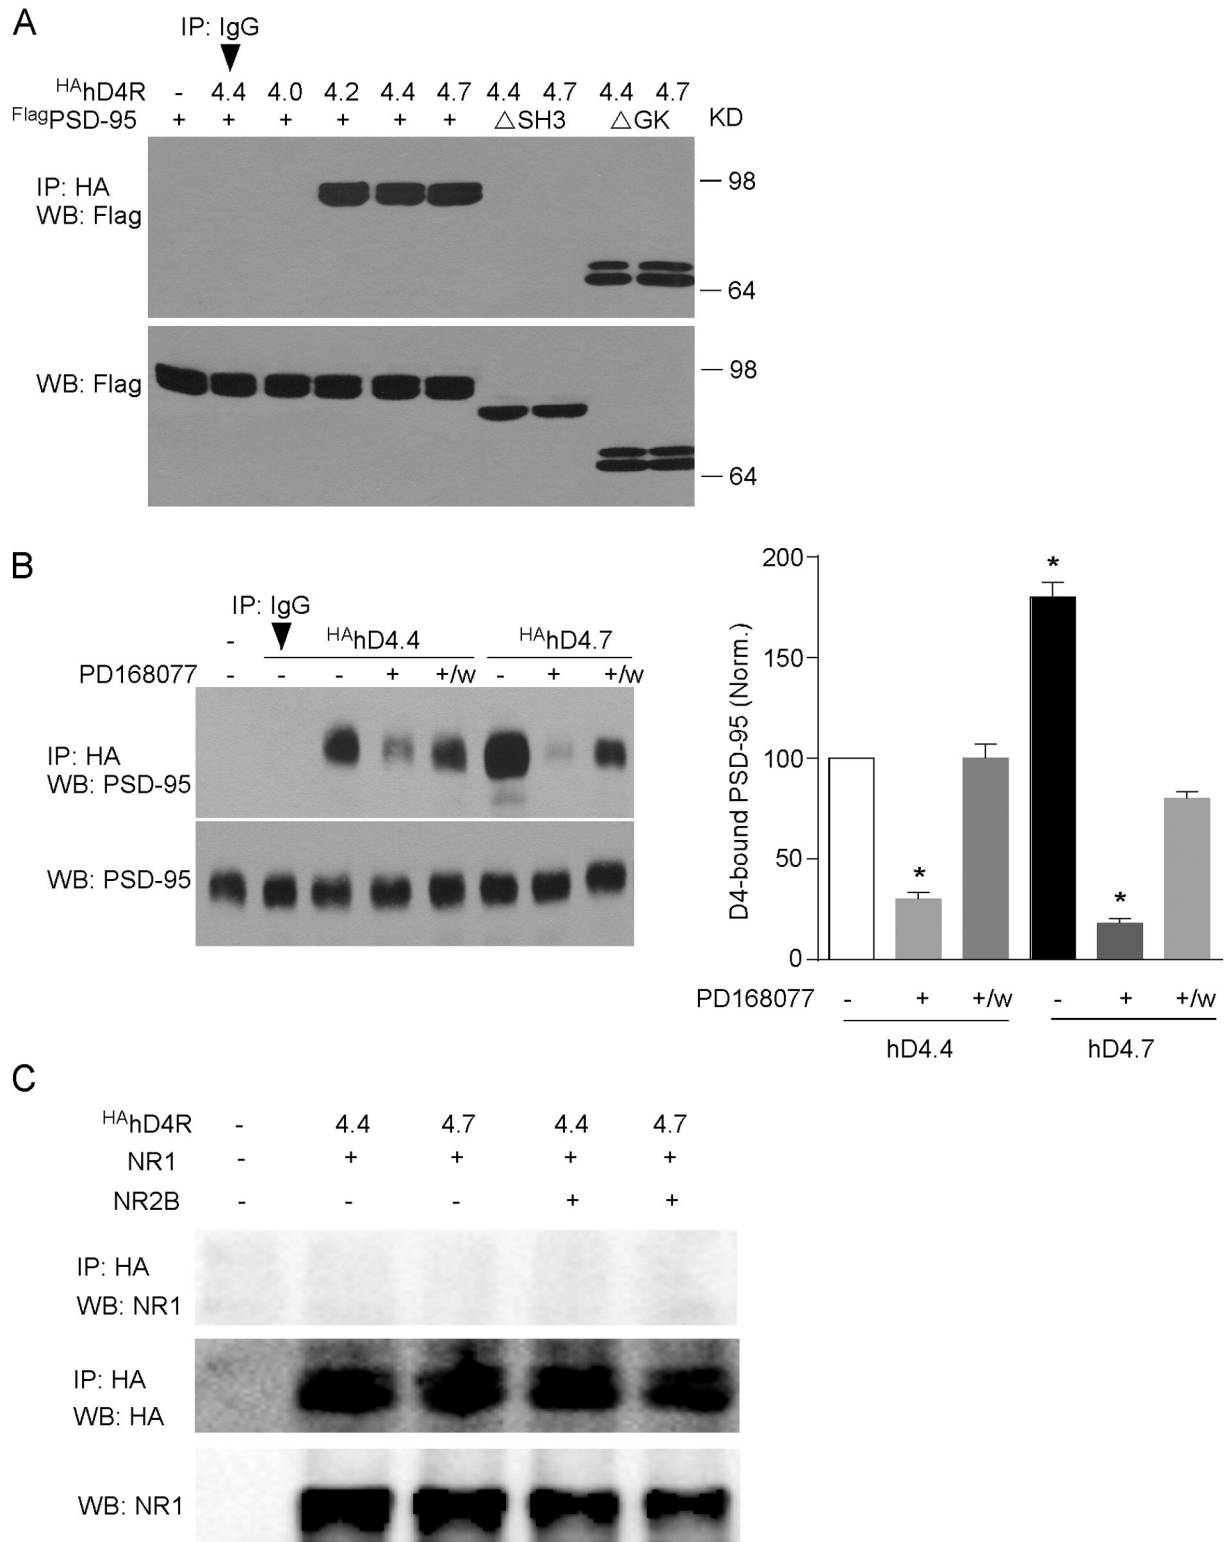 A
IP: IgG
HAhD4R - 4.4 4.0 4.2 4.4 4.7 4.4 4.7 4.4 4.7
FlagPSD-95 + + + + + + △SH3 △GK KD
IP: HA
WB: Flag
98
64
WB: Flag
98
64
B
IP: IgG
- HAhD4.4 HAhD4.7
PD168077 - - - + +/w - + +/w
IP: HA
WB: PSD-95
WB: PSD-95
D4-bound PSD-95 (Norm.)
200
150
100
50
0
* * * *
PD168077 - + +/w - + +/w
hD4.4 hD4.7
C
HAhD4R - 4.4 4.7 4.4 4.7
NR1 - + + + +
NR2B - - - + +
IP: HA
WB: NR1
IP: HA
WB: HA
WB: NR1